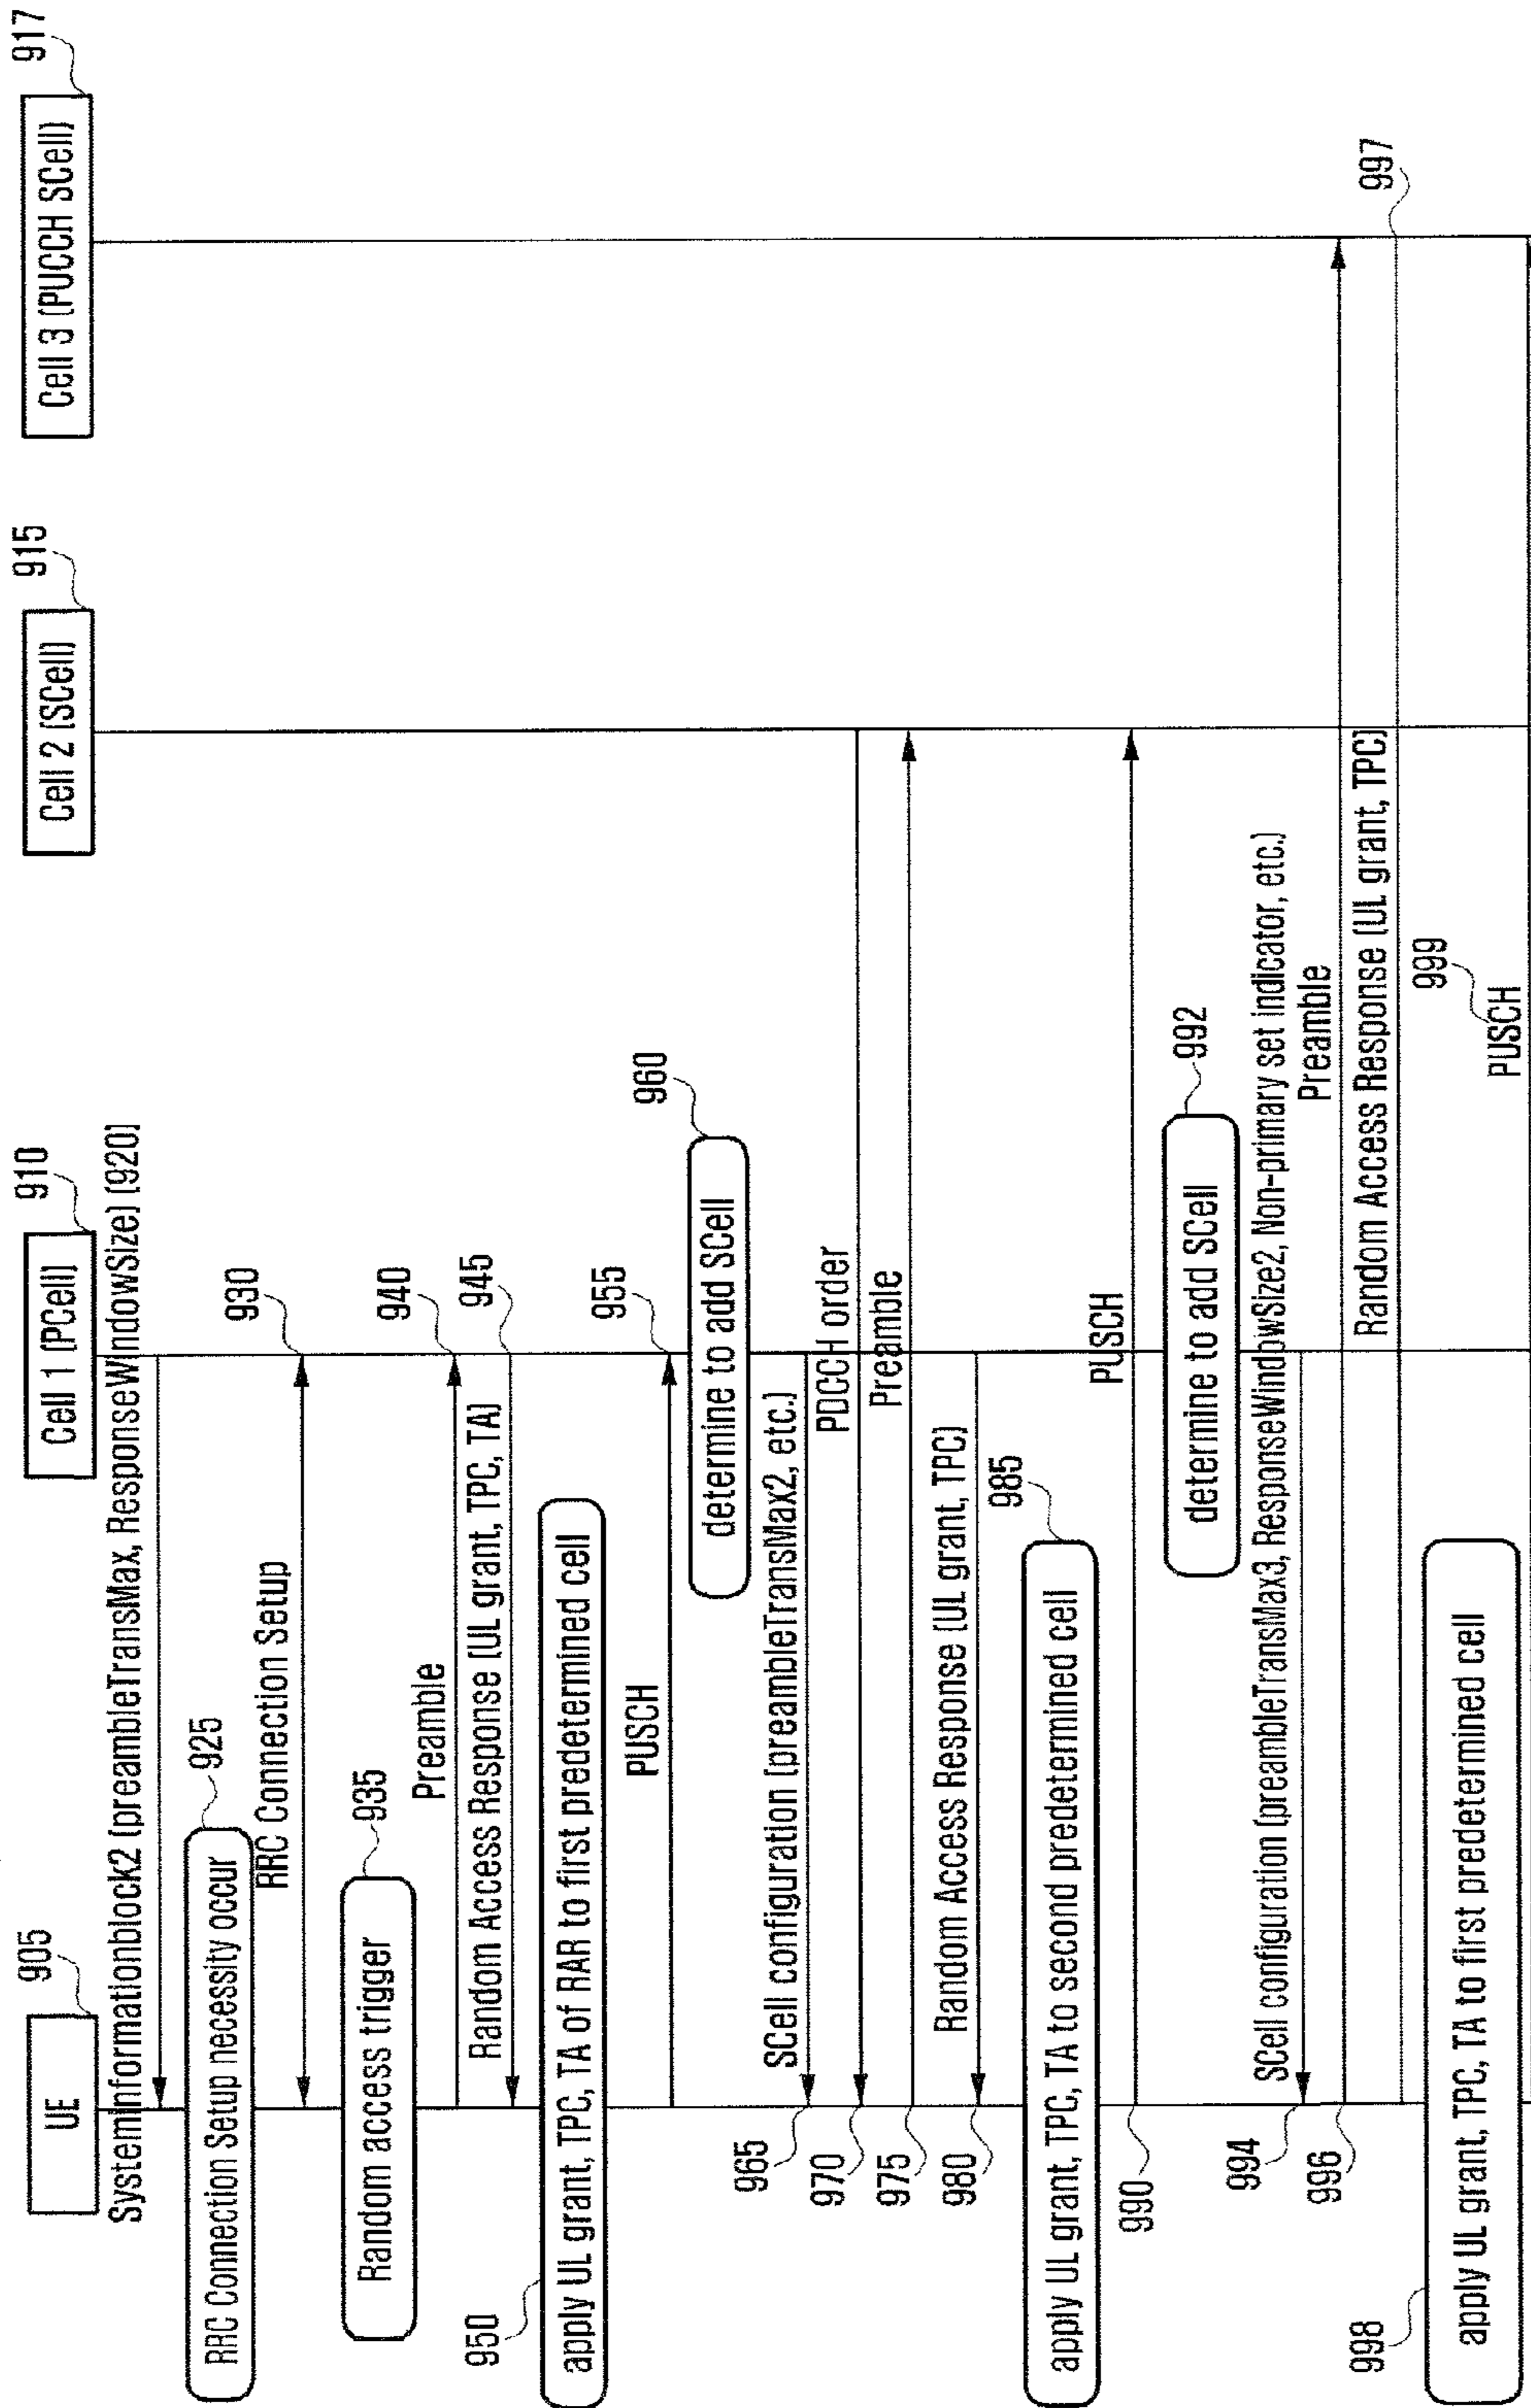 UE
905
Cell 1 (PCell)
910
Cell 2 (SCell)
915
Cell 3 (PUCCH SCell)
917
SystemInformationblock2 (preambleTransMax, ResponseWindowSize) (920)
RRC Connection Setup necessity occur
925
RRC Connection Setup
930
Random access trigger
935
Preamble
940
Random Access Response (UL grant, TPC, TA)
945
950
apply UL grant, TPC, TA of RAR to first predetermined cell
PUSCH
955
determine to add SCell
960
SCell configuration (preambleTransMax2, etc.)
965
PDCCH order
970
Preamble
975
Random Access Response (UL grant, TPC)
980
apply UL grant, TPC, TA to second predetermined cell
985
PUSCH
990
determine to add SCell
992
SCell configuration (preambleTransMax3, ResponseWindowSize2, Non-primary set indicator, etc.)
994
Preamble
996
Random Access Response (UL grant, TPC)
997
998
apply UL grant, TPC, TA to first predetermined cell
999
PUSCH